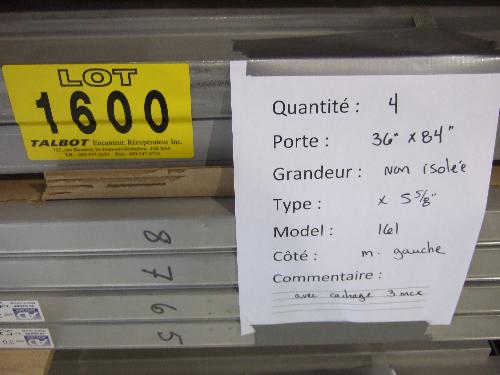 LOT
1600
TALBOT Encanteur, Récupérateur Inc.
Quantité : 4
Porte : 36" x 84"
Grandeur : non isolée
Type : x 5 5/8"
Model : 161
Côté : m. gauche
Commentaire :
avec cadrage 3 mcx
8
7
6
5